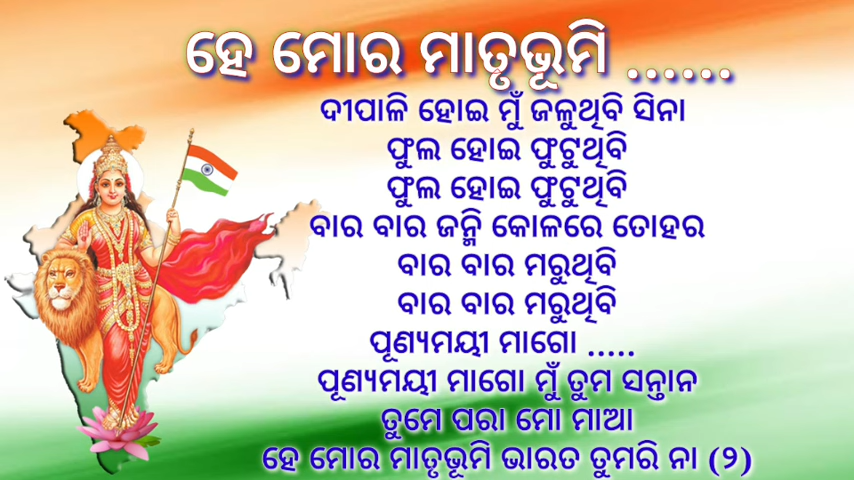 ହେ ମୋର ମାତୃଭୂମି ......
ଦୀପାଳି ହୋଇ ମୁଁ ଜଳୁଥିବି ସିନା
ଫୁଲ ହୋଇ ଫୁଟୁଥିବି
ଫୁଲ ହୋଇ ଫୁଟୁଥିବି
ବାର ବାର ଜନ୍ମି କୋଳରେ ତୋହର
ବାର ବାର ମରୁଥିବି
ବାର ବାର ମରୁଥିବି
ପୂଣ୍ୟମୟୀ ମାଗୋ .....
ପୂଣ୍ୟମୟୀ ମାଗୋ ମୁଁ ତୁମ ସନ୍ତାନ
ତୁମେ ପରା ମୋ ମାଆ
ହେ ମୋର ମାତୃଭୂମି ଭାରତ ତୁମରି ନା (୨)